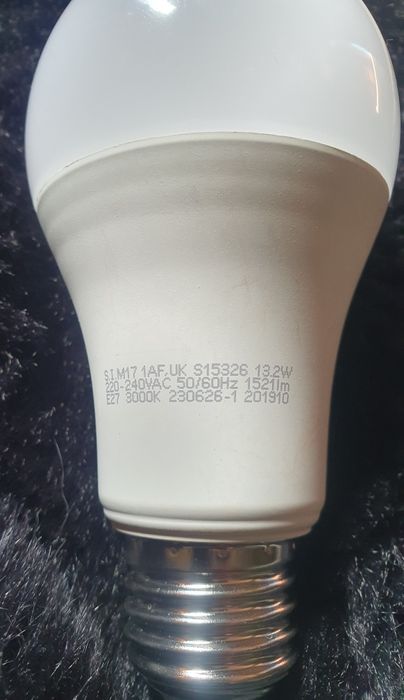 S.I.M17 1AF.UK S15326 13.2W
220-240VAC 50/60Hz 1521lm
E27 3000K 230626-1 201910